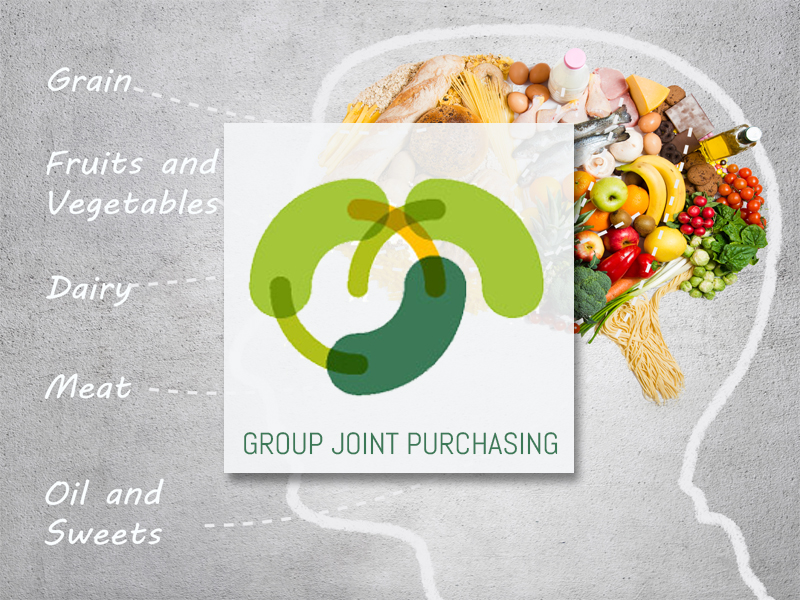 Grain
Fruits and
Vegetables
Dairy
Meat
Oil and
Sweets
GROUP JOINT PURCHASING